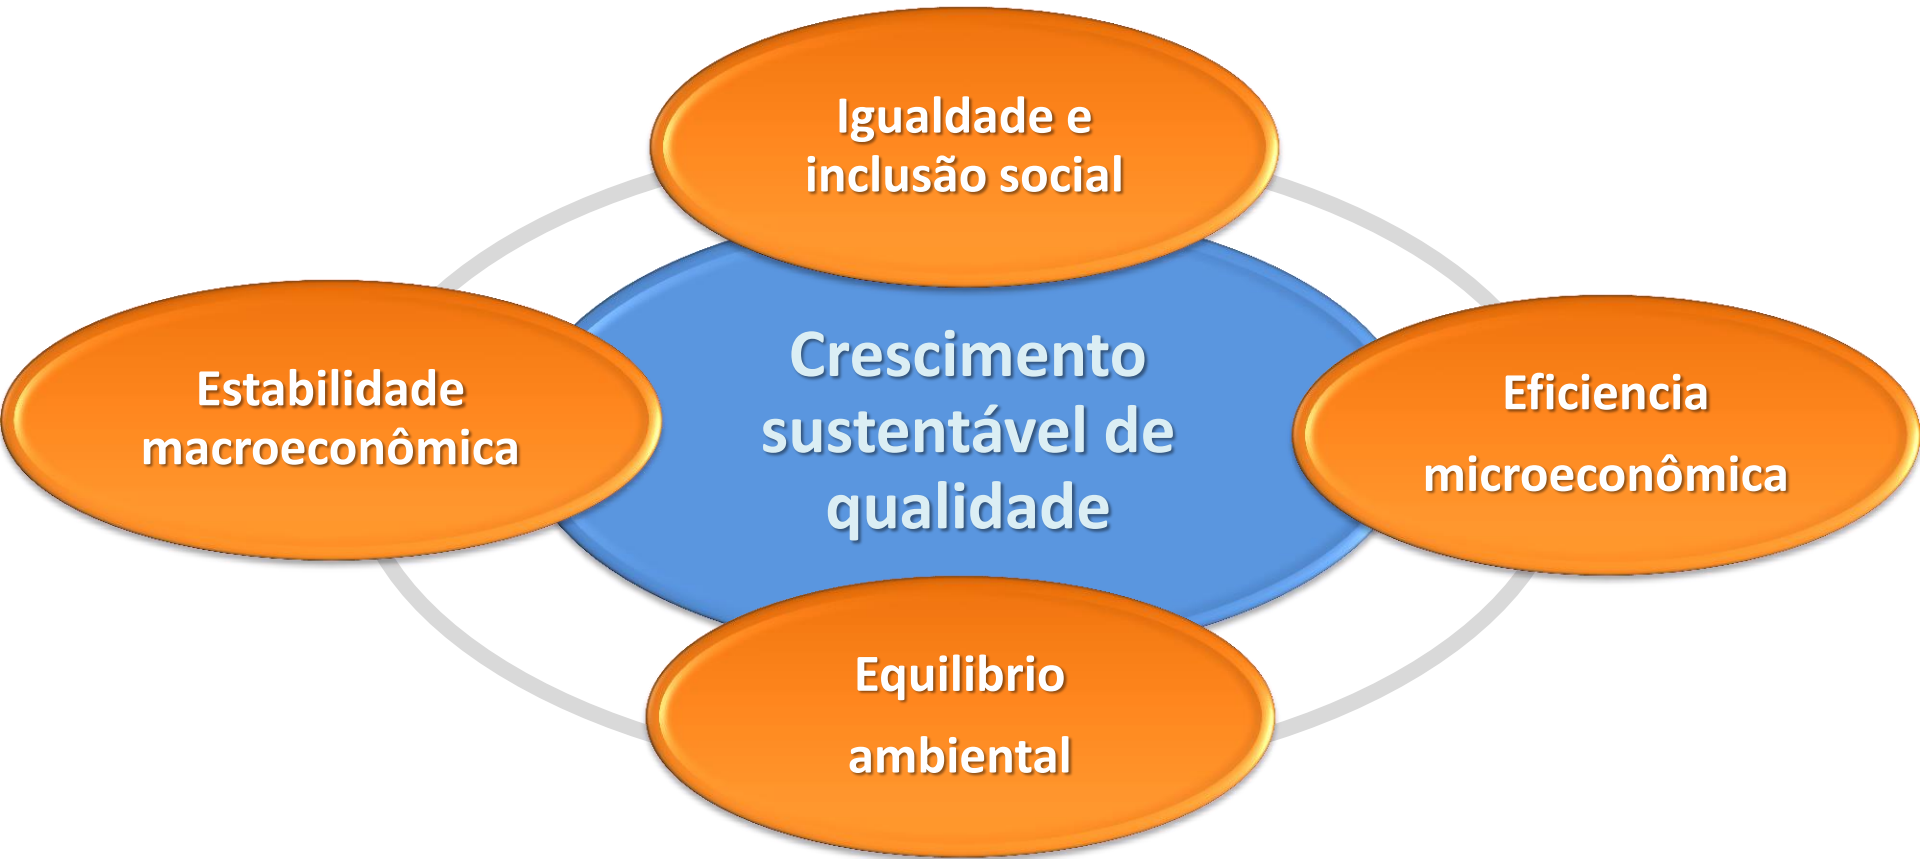 Igualdade e
inclusão social
Estabilidade
macroeconômica
Crescimento
sustentável de
qualidade
Eficiencia
microeconômica
Equilibrio
ambiental